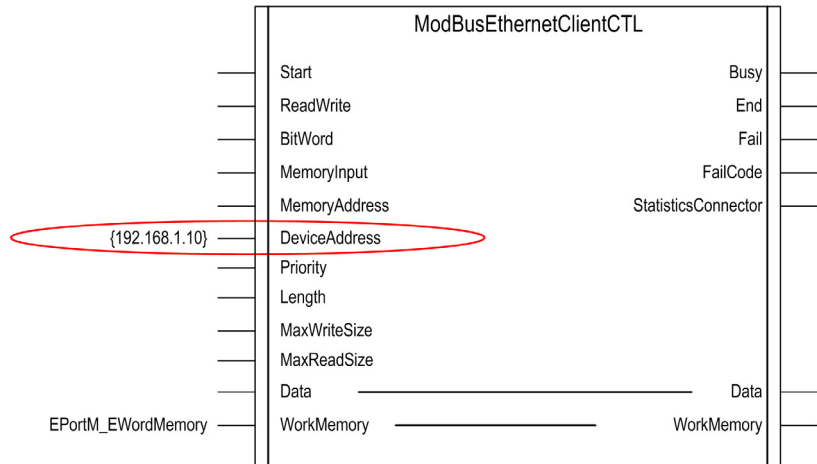 ModBusEthernetClientCTL
Start Busy
ReadWrite End
BitWord Fail
MemoryInput FailCode
MemoryAddress StatisticsConnector
{192.168.1.10} DeviceAddress
Priority
Length
MaxWriteSize
MaxReadSize
Data Data
EPortM_EWordMemory WorkMemory WorkMemory